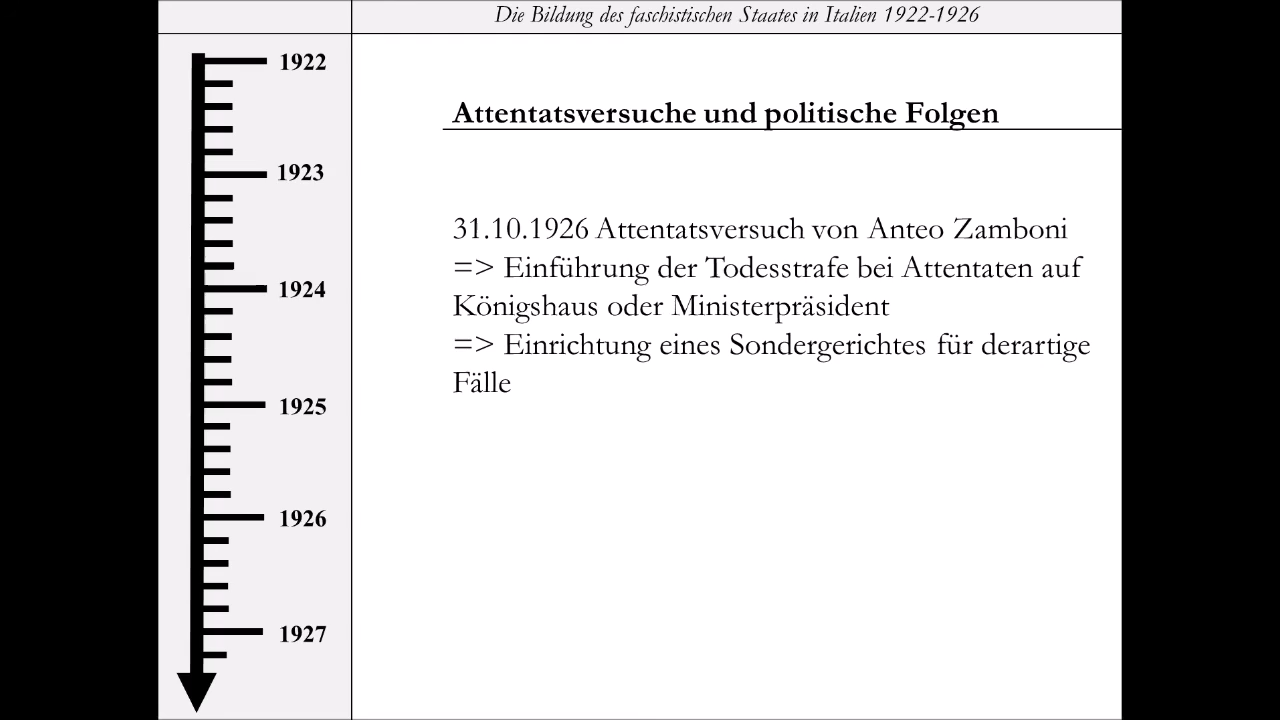 Die Bildung des faschistischen Staates in Italien 1922-1926
1922
1923
1924
1925
1926
1927
Attentatsversuche und politische Folgen
31.10.1926 Attentatsversuch von Anteo Zamboni
=> Einführung der Todesstrafe bei Attentaten auf
Königshaus oder Ministerpräsident
=> Einrichtung eines Sondergerichtes für derartige
Fälle